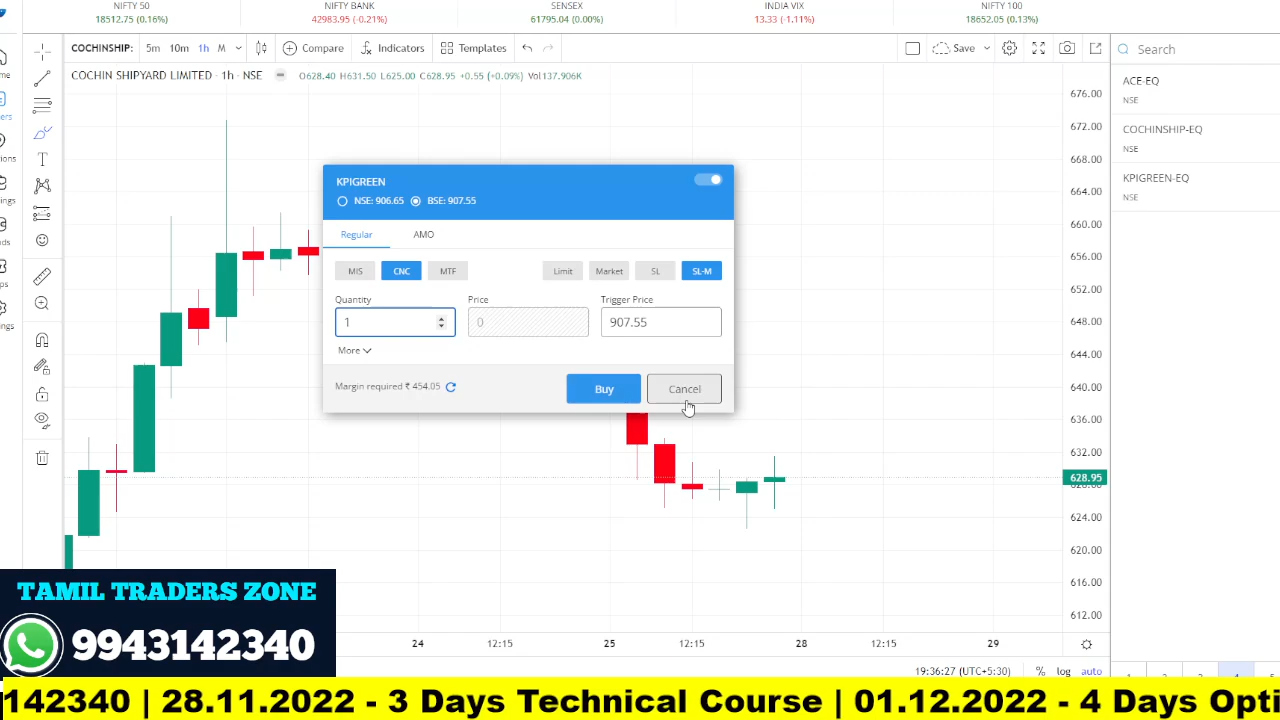 NIFTY 50
18512.75 (0.16%)
NIFTY BANK
42983.95 (-0.21%)
SENSEX
61795.04 (0.00%)
INDIA VIX
13.33 (-1.11%)
NIFTY 100
18652.05 (0.13%)
COCHINSHIP: 5m 10m 1h M Compare Indicators Templates Save
Search
COCHIN SHIPYARD LIMITED · 1h · NSE O628.40 H631.50 L625.00 C628.95 +0.55 (+0.09%) Vol137.906K
ACE-EQ
NSE
COCHINSHIP-EQ
NSE
KPIGREEN-EQ
NSE
676.00
672.00
668.00
664.00
660.00
656.00
652.00
648.00
644.00
640.00
636.00
632.00
628.95
628.00
624.00
620.00
616.00
612.00
KPIGREEN
NSE: 906.65 BSE: 907.55
Regular AMO
MIS CNC MTF Limit Market SL SL-M
Quantity Price Trigger Price
1 0 907.55
More
Margin required ₹ 454.05
Buy Cancel
24 12:15 25 12:15 28 12:15 29
19:36:27 (UTC+5:30) % log auto
TAMIL TRADERS ZONE
9943142340
142340 | 28.11.2022 - 3 Days Technical Course | 01.12.2022 - 4 Days Opti